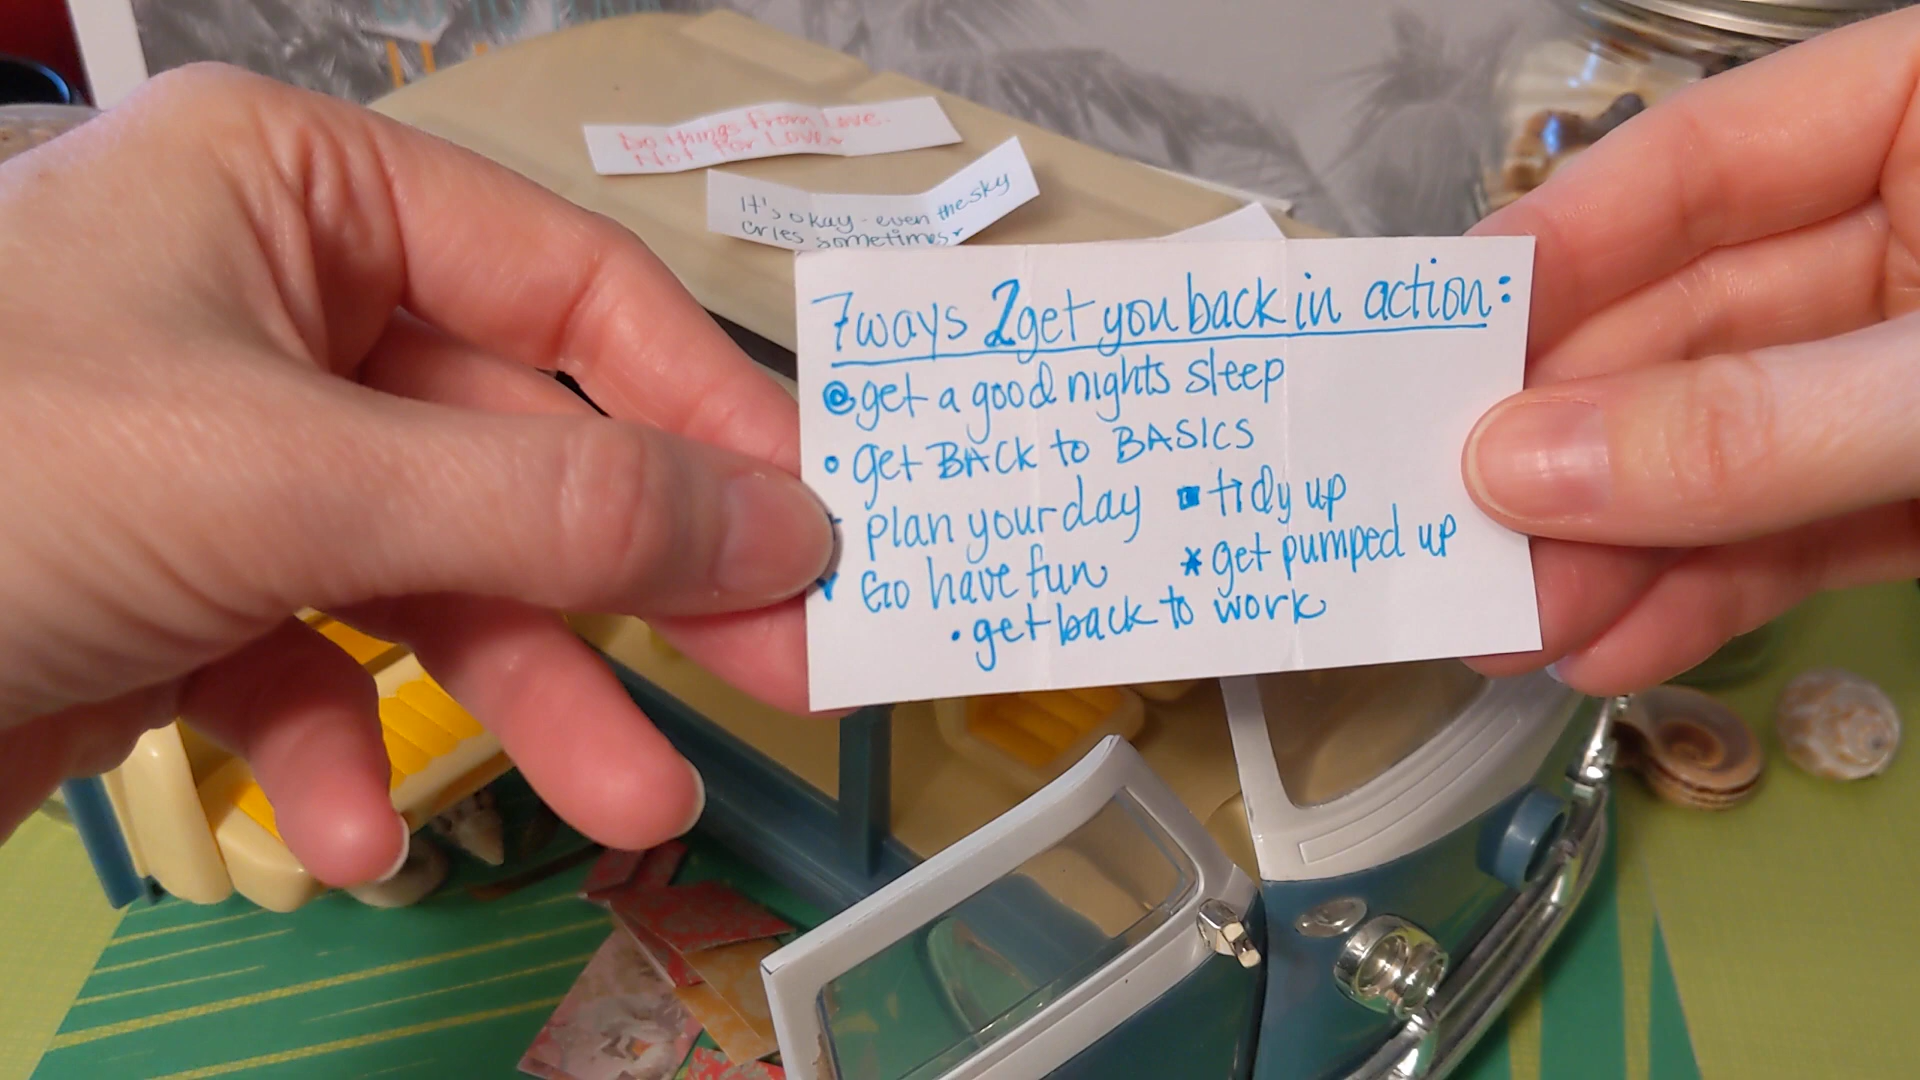 Do things From Love.
Not For Love~
It's okay - even the sky
cries sometimes
7ways 2get you back in action:
get a good nights sleep
• get BACK to BASICS
plan your day ▪ tidy up
Go have fun * get pumped up
• get back to work